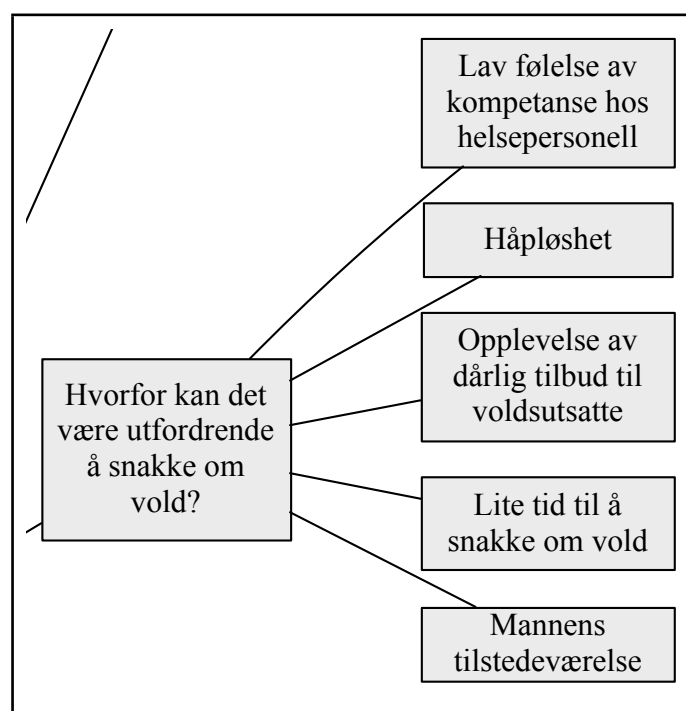 Lav følelse av
kompetanse hos
helsepersonell
Håpløshet
Opplevelse av
dårlig tilbud til
voldsutsatte
Hvorfor kan det
være utfordrende
å snakke om
vold?
Lite tid til å
snakke om vold
Mannens
tilstedeværelse